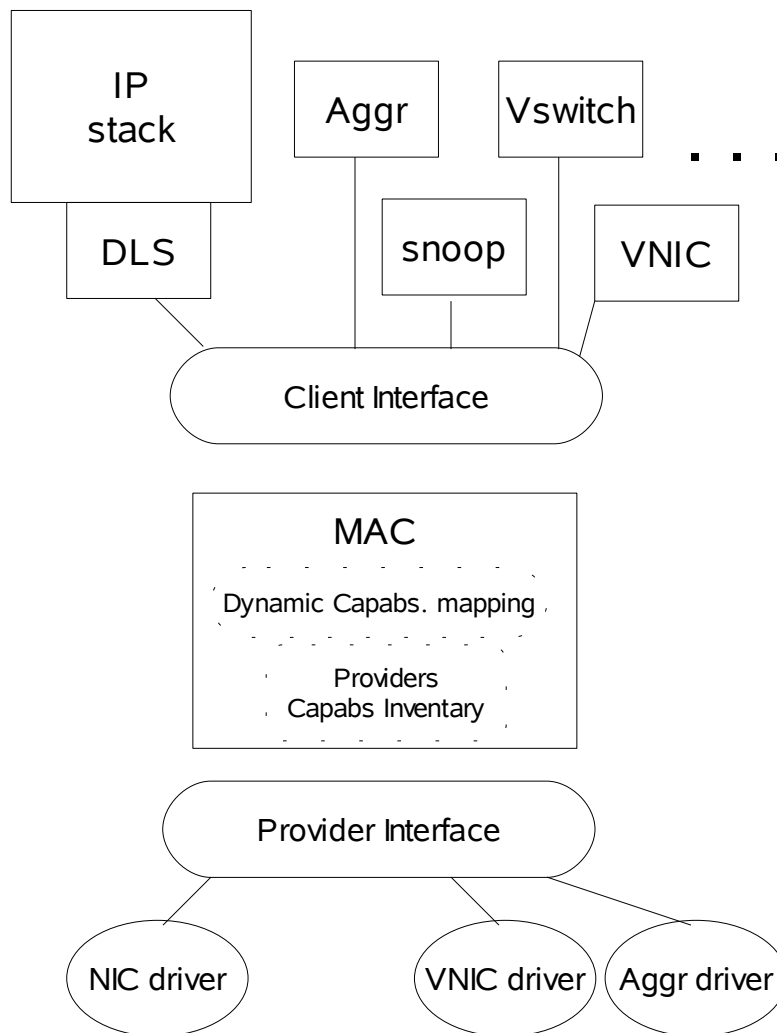 IP
stack
Aggr
Vswitch
. . .
DLS
snoop
VNIC
Client Interface
MAC
Dynamic Capabs. mapping
Providers
Capabs Inventory
Provider Interface
NIC driver
VNIC driver
Aggr driver